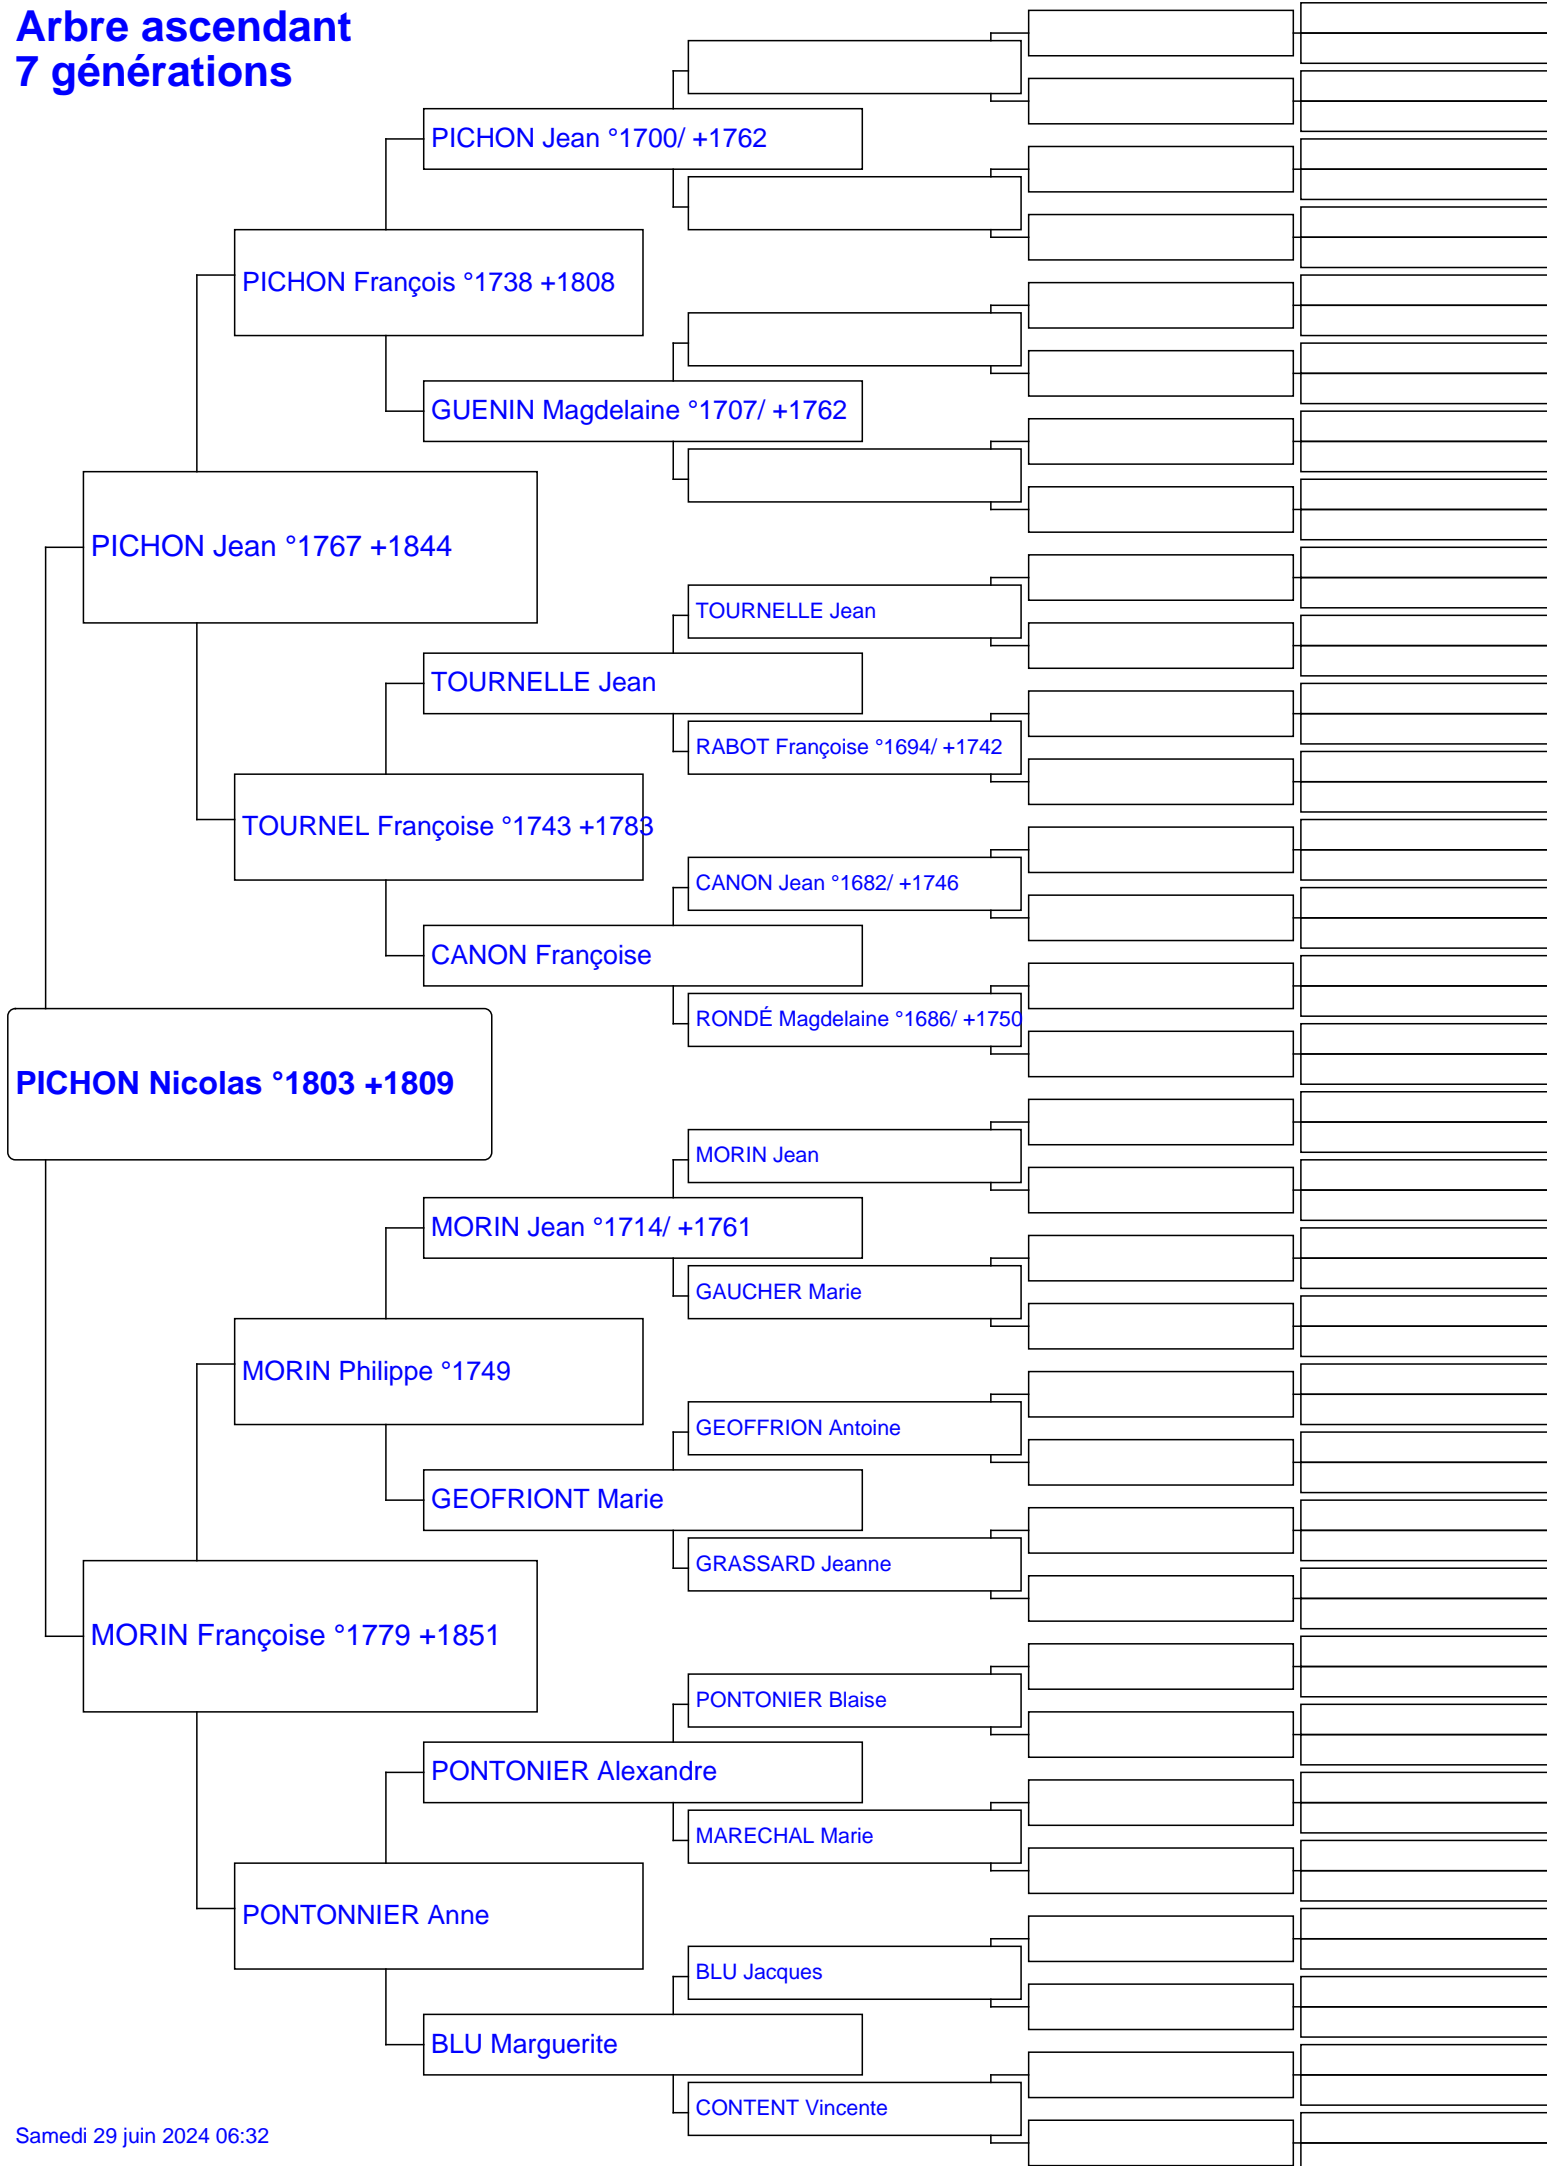 Arbre ascendant
7 générations
PICHON Jean °1700/ +1762
PICHON François °1738 +1808
GUENIN Magdelaine °1707/ +1762
PICHON Jean °1767 +1844
TOURNELLE Jean
TOURNELLE Jean
RABOT Françoise °1694/ +1742
TOURNEL Françoise °1743 +1783
CANON Jean °1682/ +1746
CANON Françoise
RONDÉ Magdelaine °1686/ +1750
PICHON Nicolas °1803 +1809
MORIN Jean
MORIN Jean °1714/ +1761
GAUCHER Marie
MORIN Philippe °1749
GEOFFRION Antoine
GEOFRIONT Marie
GRASSARD Jeanne
MORIN Françoise °1779 +1851
PONTONIER Blaise
PONTONIER Alexandre
MARECHAL Marie
PONTONNIER Anne
BLU Jacques
BLU Marguerite
CONTENT Vincente
Samedi 29 juin 2024 06:32